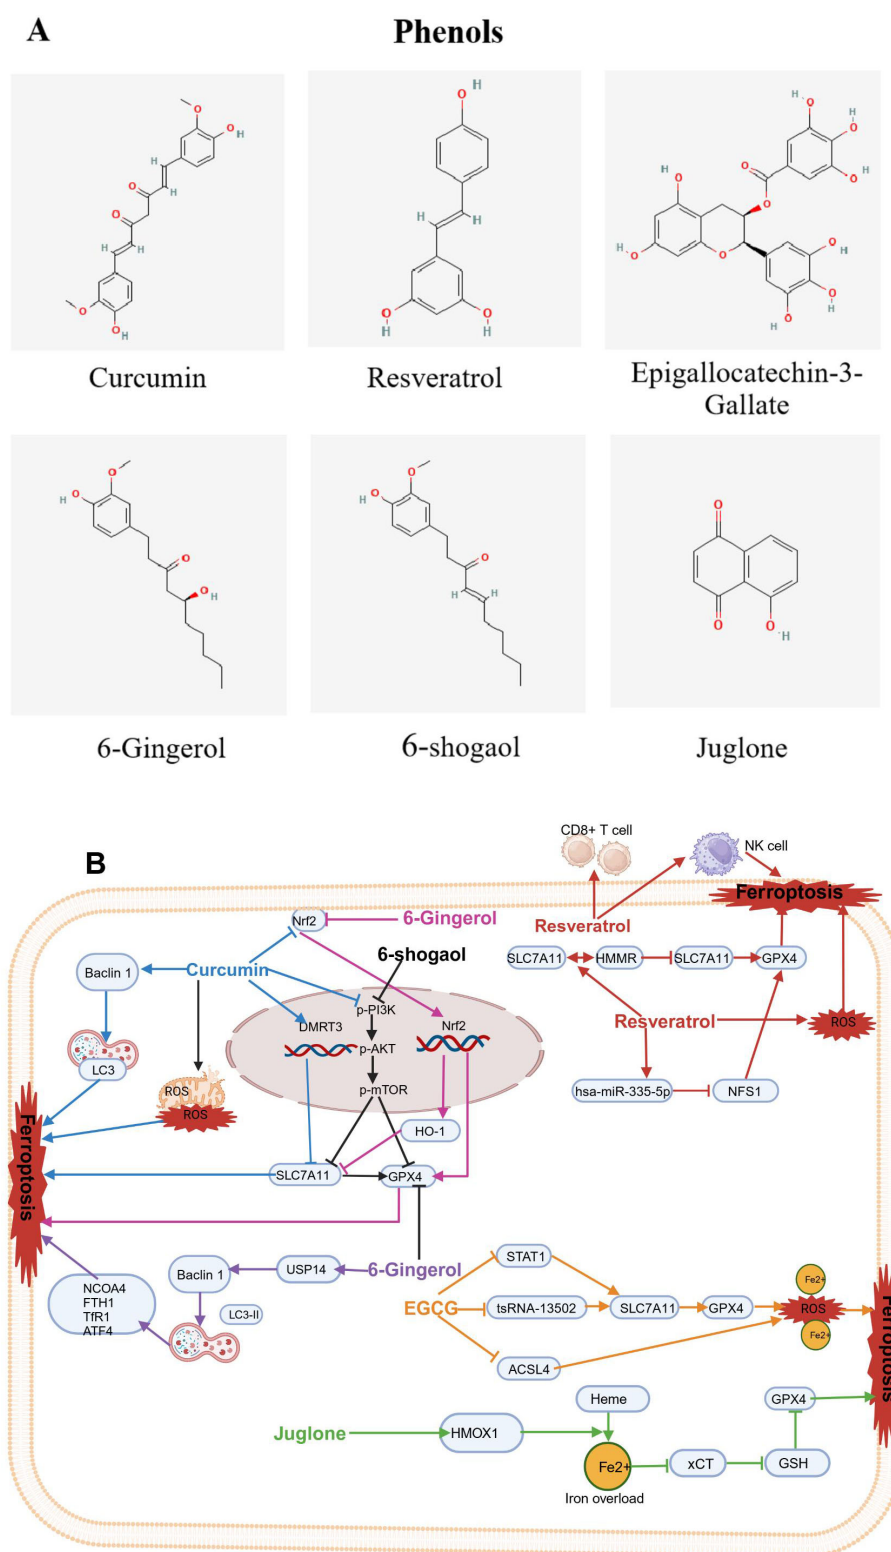 A
Phenols
Curcumin
Resveratrol
Epigallocatechin-3-
Gallate
6-Gingerol
6-shogaol
Juglone
B
CD8+ T cell
NK cell
Ferroptosis
Nrf2
6-Gingerol
Resveratrol
6-shogaol
SLC7A11
HMMR
SLC7A11
GPX4
Baclin 1
Curcumin
p-PI3K
DMRT3
Nrf2
Resveratrol
ROS
p-AKT
LC3
ROS
ROS
p-mTOR
hsa-miR-335-5p
NFS1
HO-1
Ferroptosis
SLC7A11
GPX4
STAT1
Baclin 1
USP14
6-Gingerol
NCOA4
FTH1
TfR1
ATF4
LC3-II
EGCG
tsRNA-13502
SLC7A11
GPX4
Fe2+
ROS
Fe2+
Ferroptosis
ACSL4
Heme
GPX4
Juglone
HMOX1
Fe2+
xCT
GSH
Iron overload
O
H
O
O
O
H
H
H
O
O
H
H
O
O
H
O
H
H
H
O
H
O
H
H
O
O
H
O
H
O
H
O
O
H
O
H
O
O
H
O
H
O
H
O
H
O
H
O
O
H
O
H
O
O
H
H
O
O
O
H